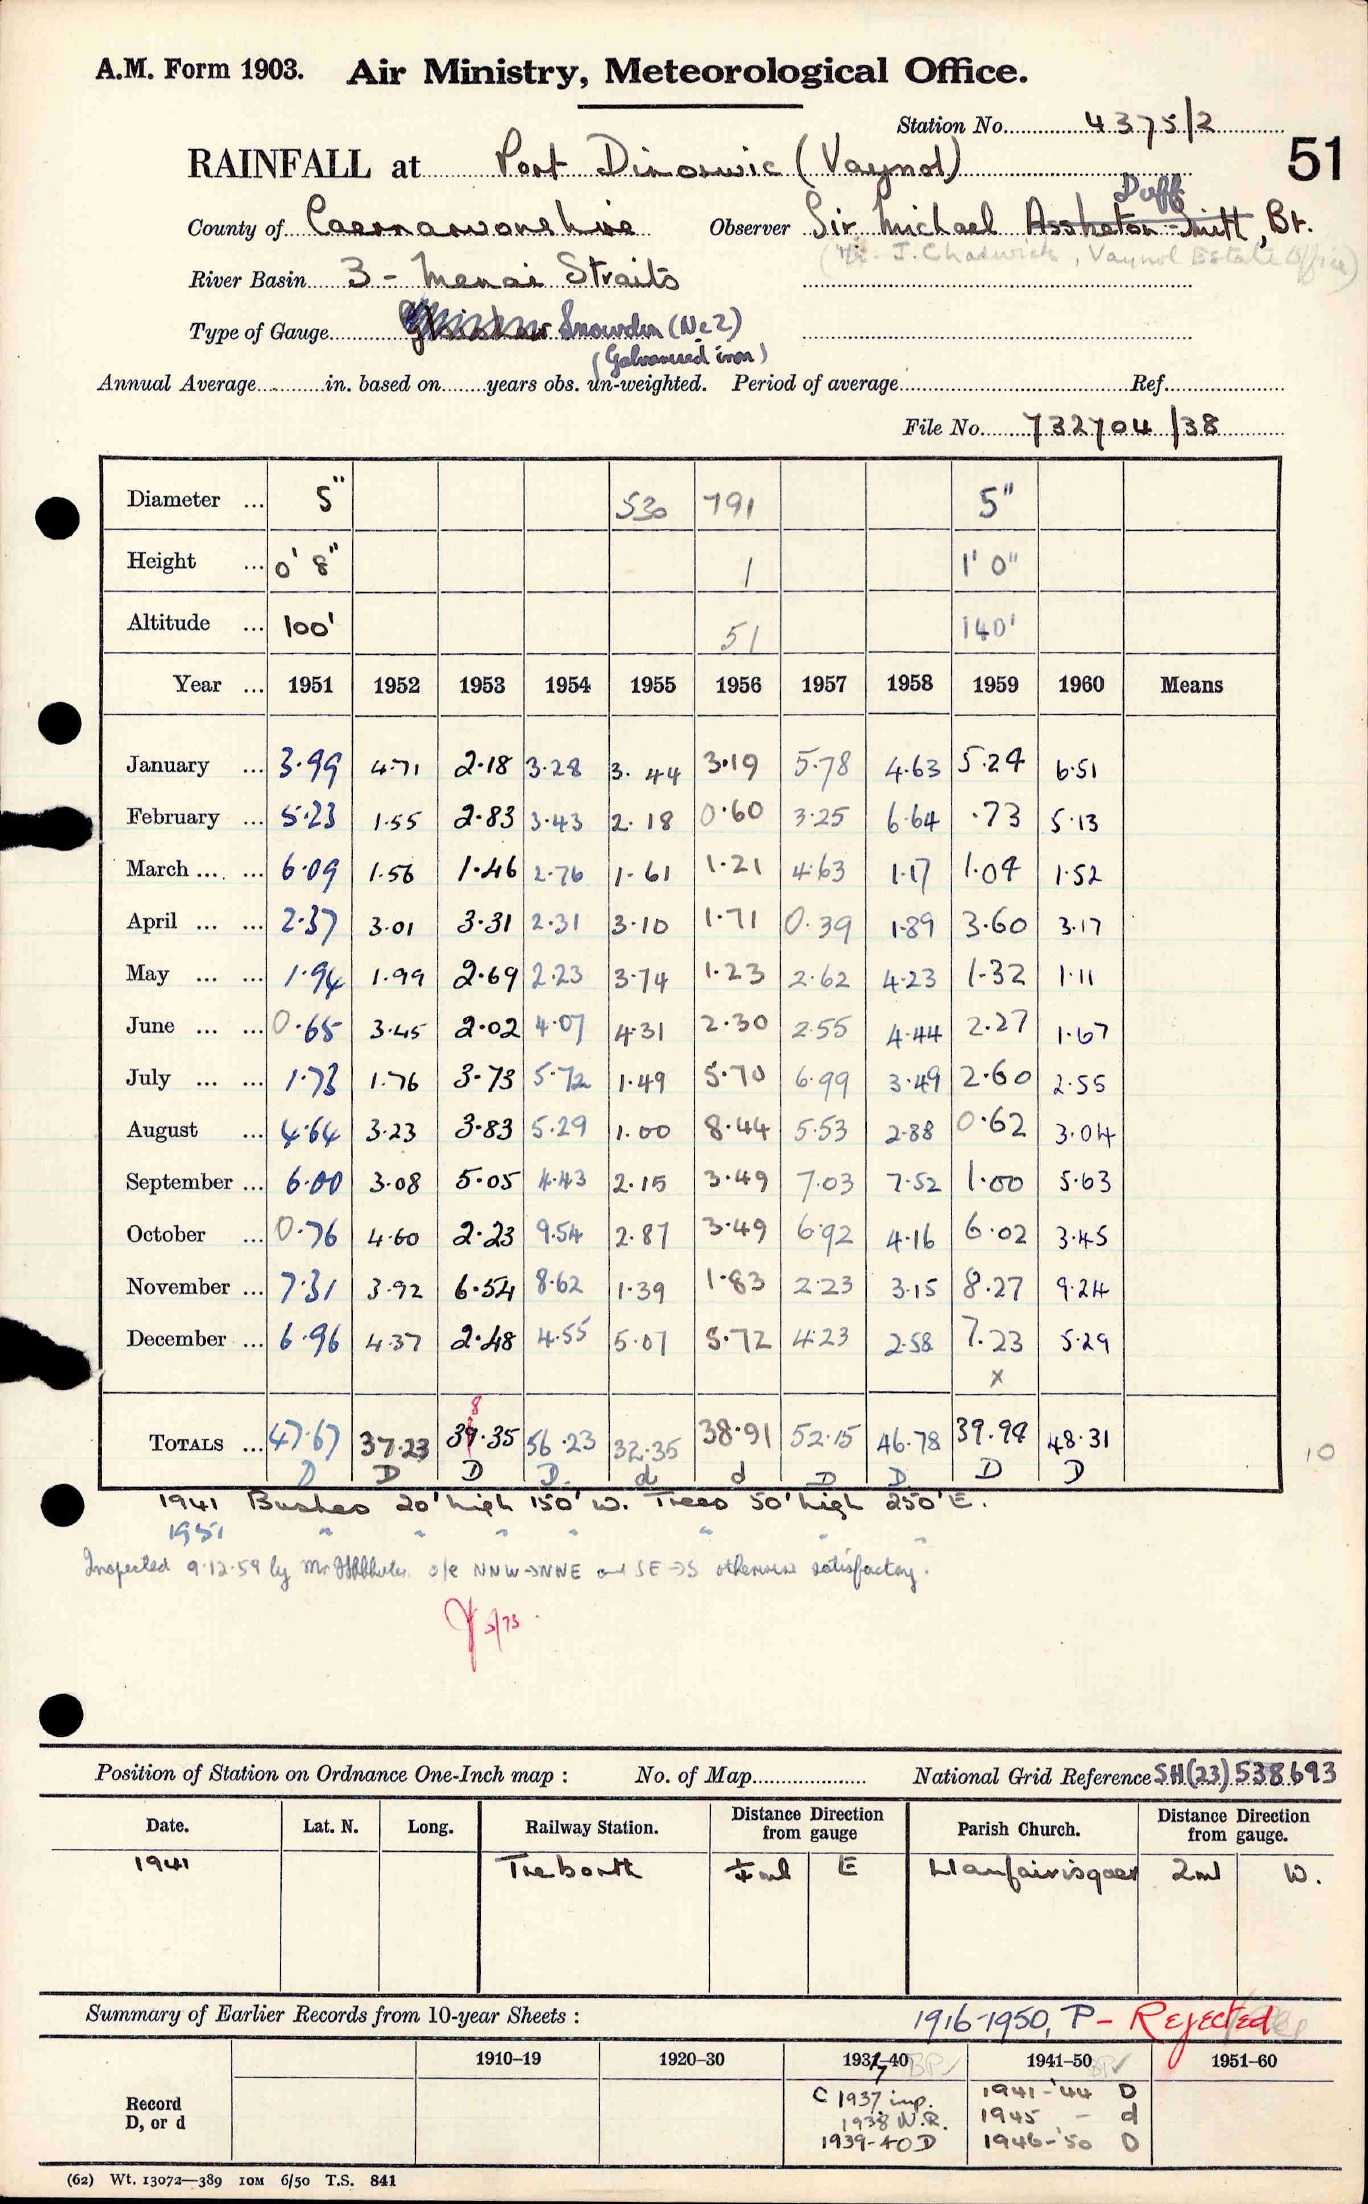 A.M. Form 1903. Air Ministry, Meteorological Office.
Station No. 4375/2
51
RAINFALL at Port Dinorwic (Vaynol)
Duff
County of Caernarvonshire Observer Sir Michael Assheton-Smith, Bt.
(Mr. J. Chadwick, Vaynol Estate Office)
River Basin 3 - Menai Straits
Type of Gauge Snowdon (No 2)
(Galvanised iron)
Annual Average in. based on years obs. un-weighted. Period of average Ref.
File No. 732704/38
Diameter ... 5" 530 791 5"
Height ... 0' 8" 1 1' 0"
Altitude ... 100' 51 140'
Year ... 1951 1952 1953 1954 1955 1956 1957 1958 1959 1960 Means
January ... 3.99 4.71 2.18 3.28 3.44 3.19 5.78 4.63 5.24 6.51
February ... 5.23 1.55 2.83 3.43 2.18 0.60 3.25 6.64 .73 5.13
March ... ... 6.09 1.56 1.46 2.76 1.61 1.21 4.63 1.17 1.09 1.52
April ... ... 2.37 3.01 3.31 2.31 3.10 1.71 0.39 1.89 3.60 3.17
May ... ... 1.94 1.99 2.69 2.23 3.74 1.23 2.62 4.23 1.32 1.11
June ... ... 0.65 3.45 2.02 4.07 4.31 2.30 2.55 4.44 2.27 1.67
July ... ... 1.73 1.76 3.73 5.72 1.49 5.70 6.99 3.49 2.60 2.55
August ... 4.64 3.23 3.83 5.29 1.00 8.44 5.53 2.88 0.62 3.04
September ... 6.00 3.08 5.05 4.43 2.15 3.49 7.03 7.52 1.00 5.63
October ... 0.76 4.60 2.23 9.54 2.87 3.49 6.92 4.16 6.02 3.45
November ... 7.31 3.92 6.54 8.62 1.39 1.83 2.23 3.15 8.27 9.24
December ... 6.96 4.37 2.48 4.55 5.07 5.72 4.23 2.58 7.23 5.29
x
8
TOTALS ... 47.67 37.23 39.35 56.23 32.35 38.91 52.15 46.78 39.99 48.31
10
D D D D d d D D D D
1941 Bushes 20' high 150' W. Trees 50' high 250' E.
1951 " " " " " " "
Inspected 9.12.59 by Mr o/e NNW→NNE and SE→S otherwise satisfactory.
5/73
Position of Station on Ordnance One-Inch map : No. of Map National Grid Reference SH(23)538693
Date. Lat. N. Long. Railway Station. Distance Direction from gauge Parish Church. Distance Direction from gauge.
1941 Treborth ¼ ml E Llanfairisgaer 2ml W.
Summary of Earlier Records from 10-year Sheets : 1916-1950, P - Rejected
1910–19 1920–30 1937–40 BP✓ 1941–50 BP✓ 1951–60
Record D, or d
C 1937 inp. 1941-'44 D
1938 N.R. 1945 - d
1939-40 D 1946-'50 D
(62) Wt. 13072—389 10M 6/50 T.S. 841